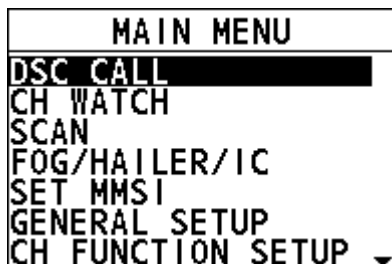 MAIN MENU
DSC CALL
CH WATCH
SCAN
FOG/HAILER/IC
SET MMSI
GENERAL SETUP
CH FUNCTION SETUP